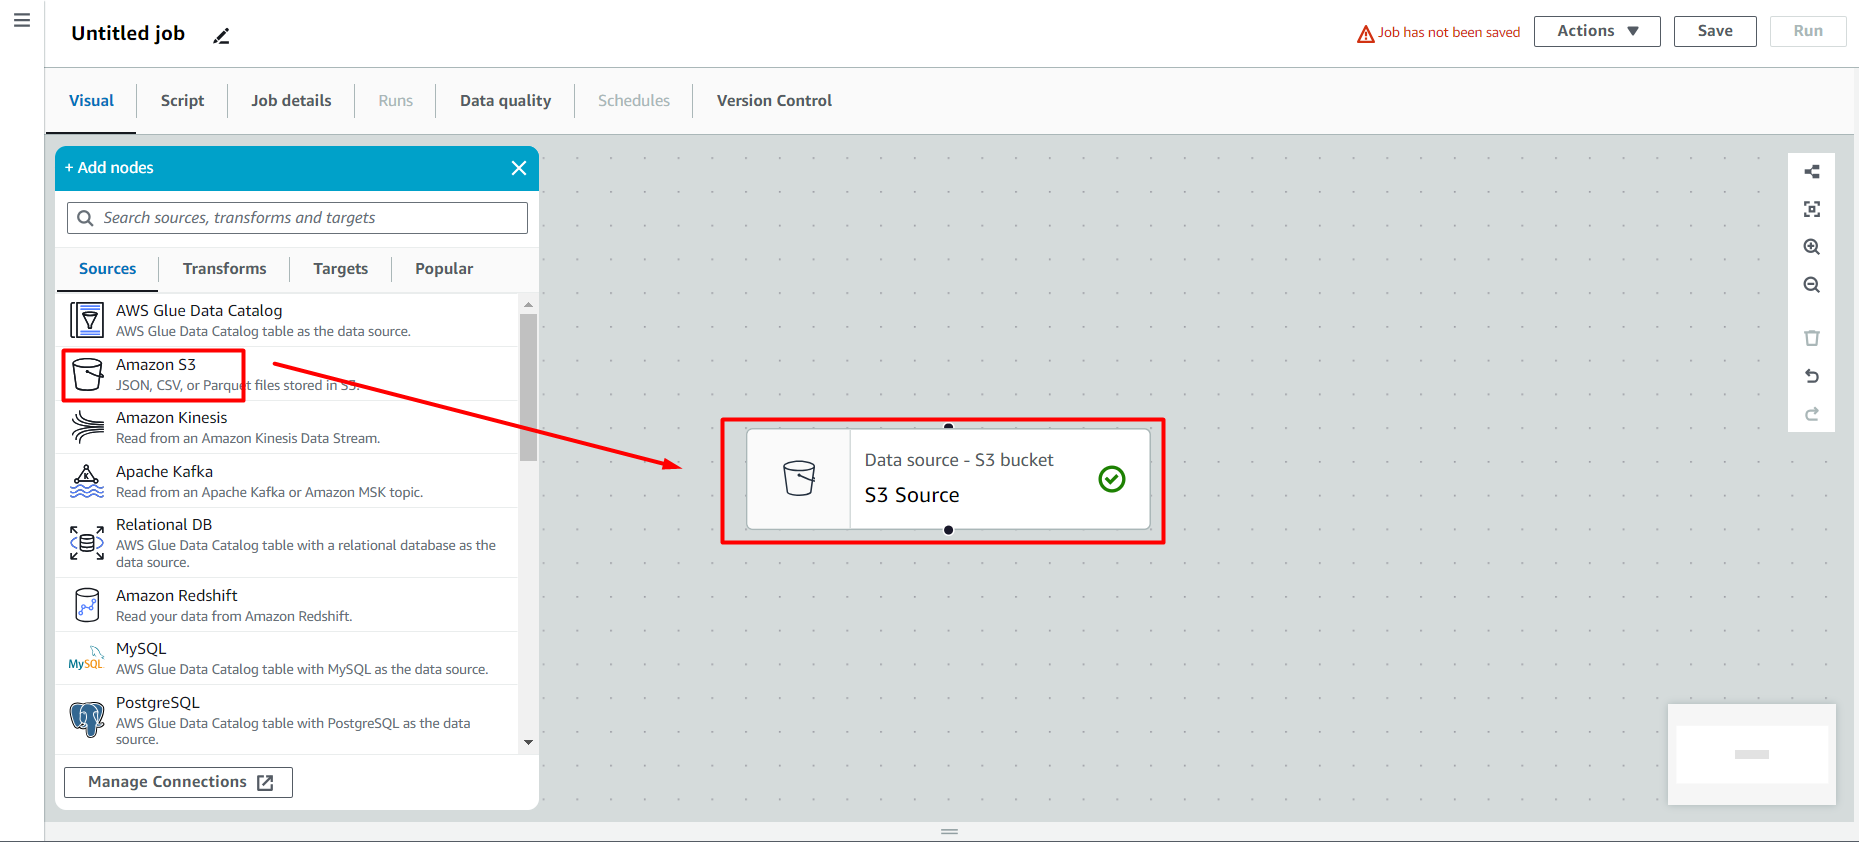 Untitled job
Job has not been saved
Actions
Save
Run
Visual
Script
Job details
Runs
Data quality
Schedules
Version Control
+ Add nodes
Search sources, transforms and targets
Sources
Transforms
Targets
Popular
AWS Glue Data Catalog
AWS Glue Data Catalog table as the data source.
Amazon S3
JSON, CSV, or Parquet files stored in S3.
Amazon Kinesis
Read from an Amazon Kinesis Data Stream.
Apache Kafka
Read from an Apache Kafka or Amazon MSK topic.
Relational DB
AWS Glue Data Catalog table with a relational database as the
data source.
Amazon Redshift
Read your data from Amazon Redshift.
MySQL
MySQL
AWS Glue Data Catalog table with MySQL as the data source.
PostgreSQL
AWS Glue Data Catalog table with PostgreSQL as the data
source.
Manage Connections
Data source - S3 bucket
S3 Source